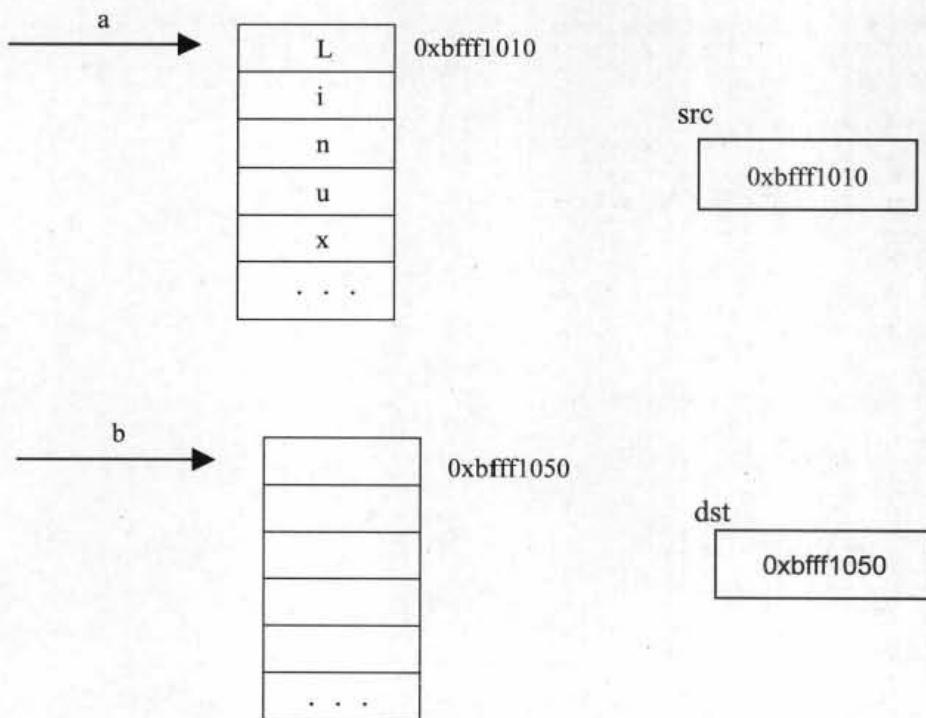 a
L 0xbfff1010
i
n
u
x
. . .
src
0xbfff1010
b
0xbfff1050
dst
0xbfff1050
. . .